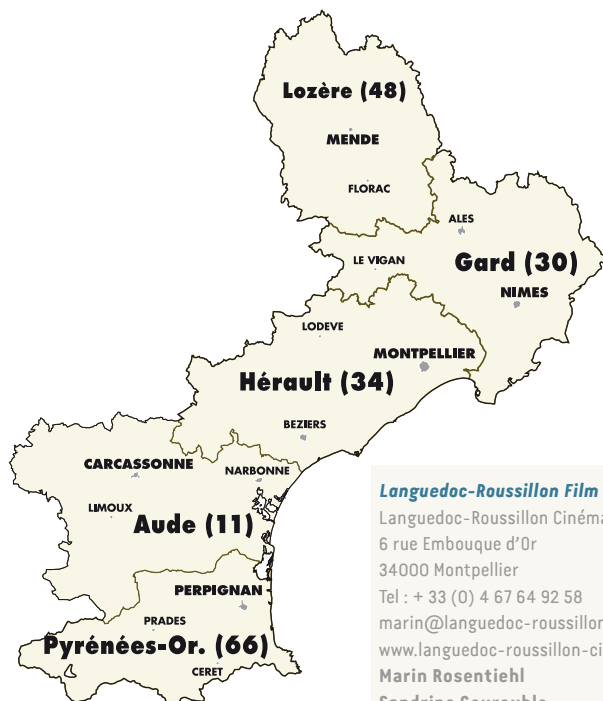 Lozère (48)
MENDE
FLORAC
ALES
LE VIGAN
Gard (30)
NIMES
LODEVE
MONTPELLIER
Hérault (34)
BEZIERS
CARCASSONNE
NARBONNE
LIMOUX
Aude (11)
PERPIGNAN
PRADES
Pyrénées-Or. (66)
CERET
Languedoc-Roussillon Film
Languedoc-Roussillon Ciném
6 rue Embouque d'Or
34000 Montpellier
Tel : + 33 (0) 4 67 64 92 58
marin@languedoc-roussillon
www.languedoc-roussillon-ci
Marin Rosentiehl